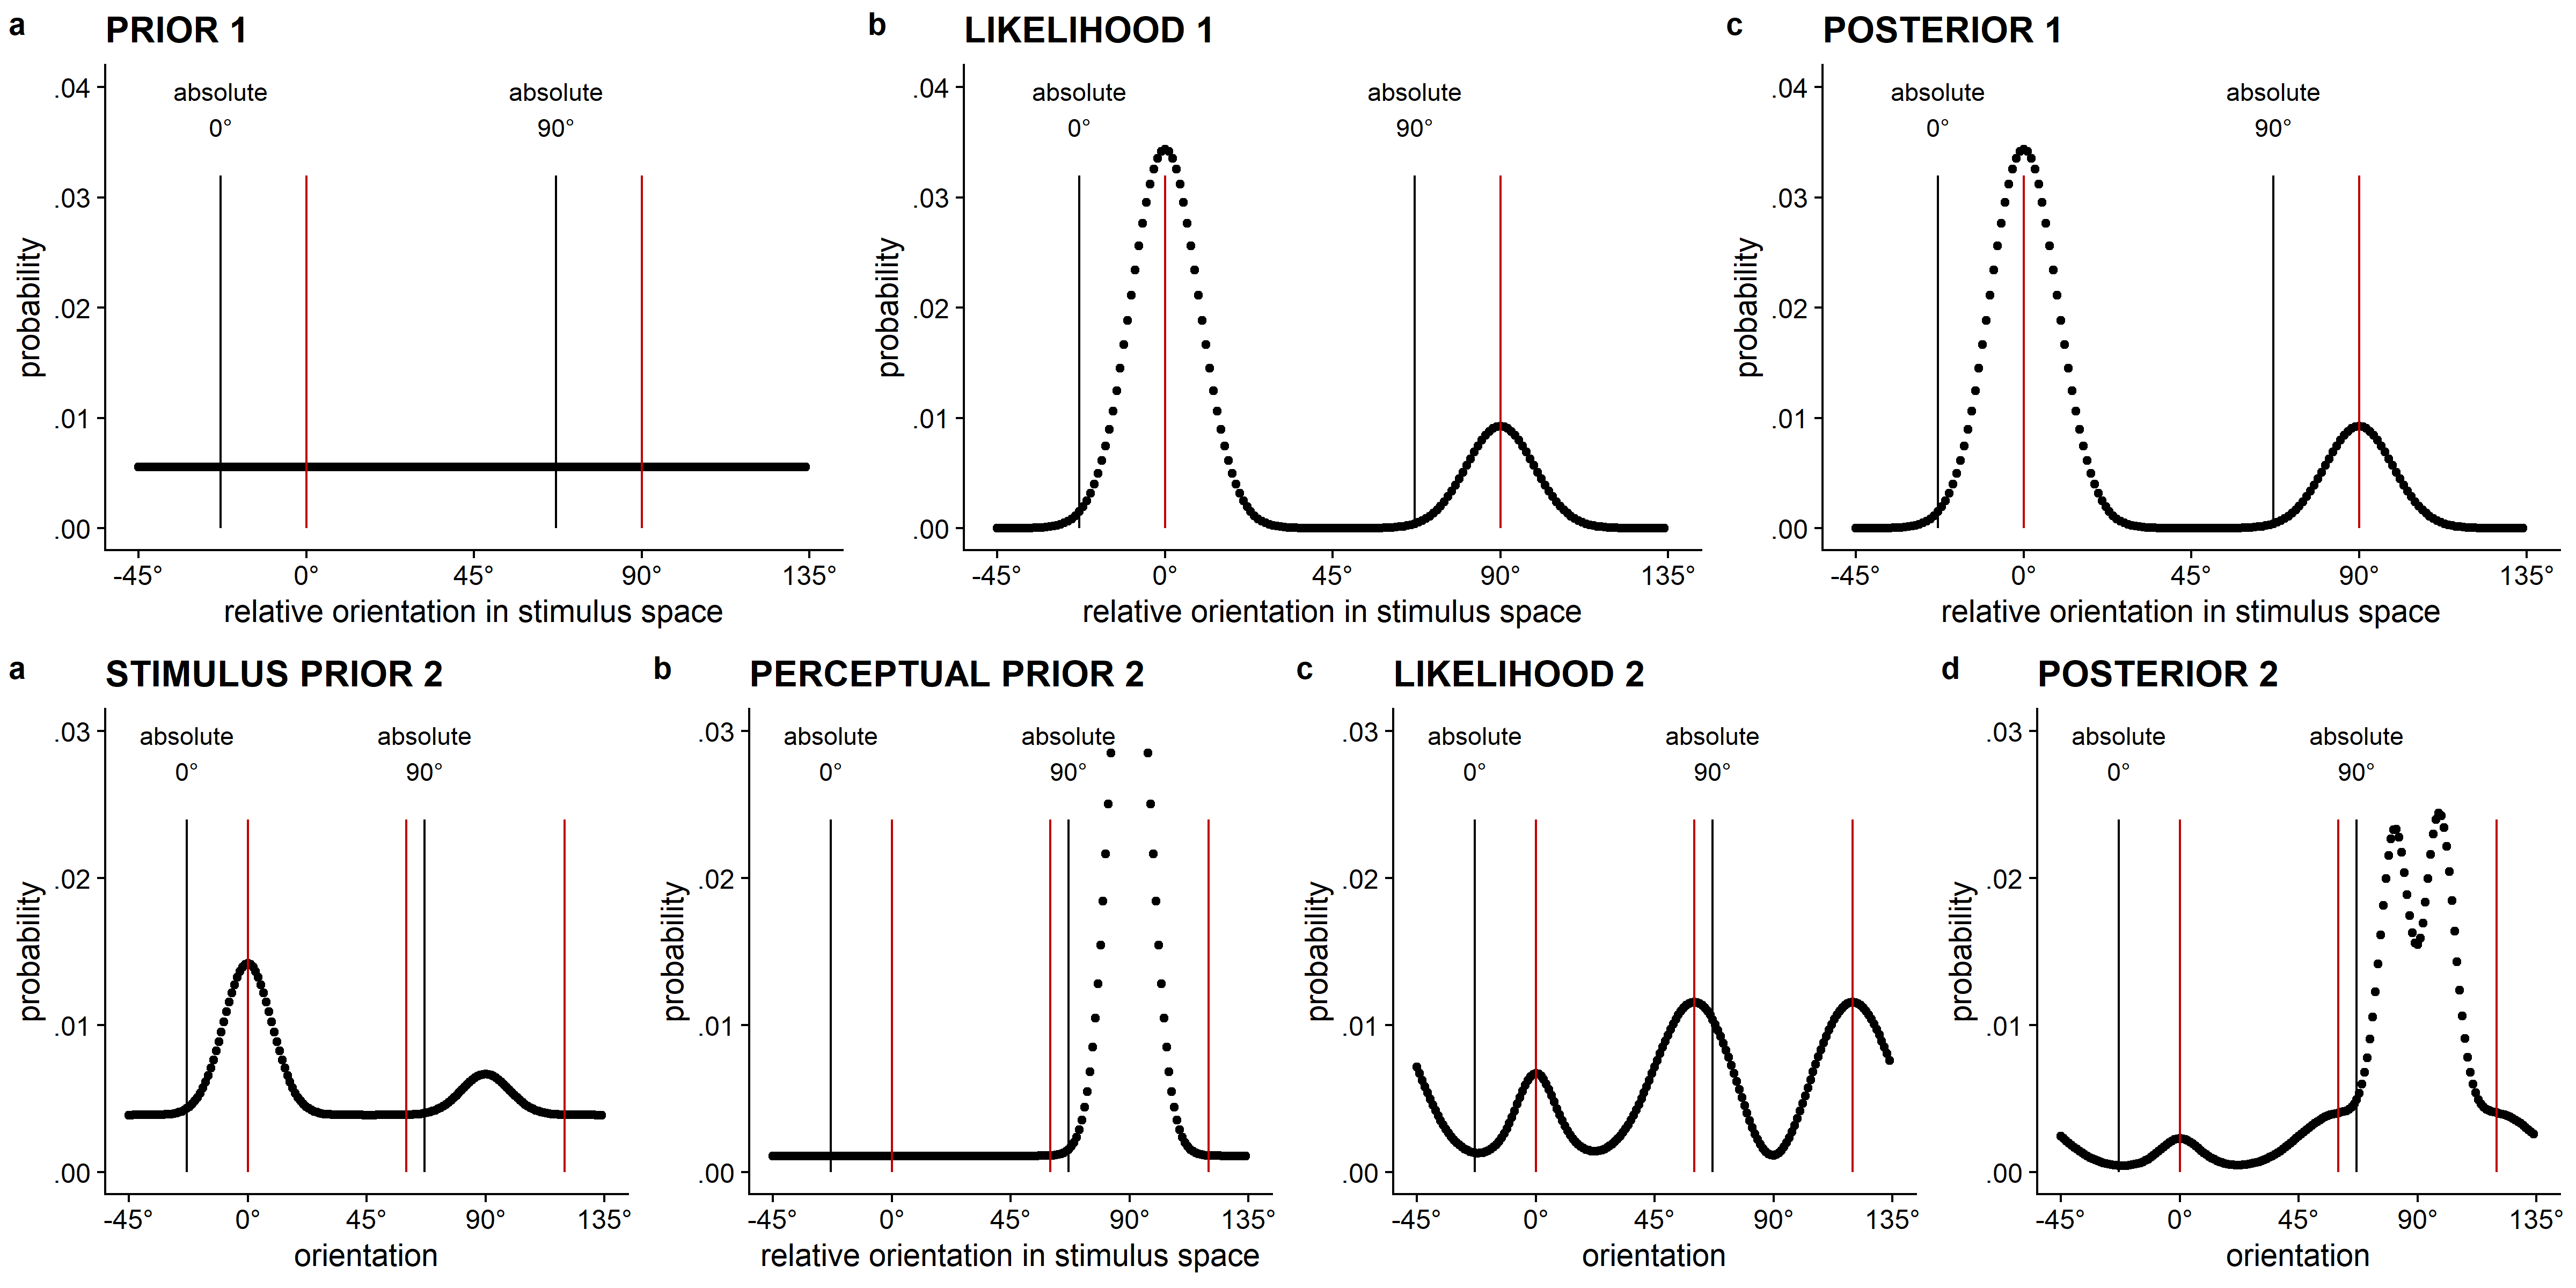 a PRIOR 1
absolute 0°
absolute 90°
.04
.03
.02
.01
.00
probability
-45° 0° 45° 90° 135°
relative orientation in stimulus space
b LIKELIHOOD 1
absolute 0°
absolute 90°
.04
.03
.02
.01
.00
probability
-45° 0° 45° 90° 135°
relative orientation in stimulus space
c POSTERIOR 1
absolute 0°
absolute 90°
.04
.03
.02
.01
.00
probability
-45° 0° 45° 90° 135°
relative orientation in stimulus space
a STIMULUS PRIOR 2
absolute 0°
absolute 90°
.03
.02
.01
.00
probability
-45° 0° 45° 90° 135°
orientation
b PERCEPTUAL PRIOR 2
absolute 0°
absolute 90°
.03
.02
.01
.00
probability
-45° 0° 45° 90° 135°
relative orientation in stimulus space
c LIKELIHOOD 2
absolute 0°
absolute 90°
.03
.02
.01
.00
probability
-45° 0° 45° 90° 135°
orientation
d POSTERIOR 2
absolute 0°
absolute 90°
.03
.02
.01
.00
probability
-45° 0° 45° 90° 135°
orientation